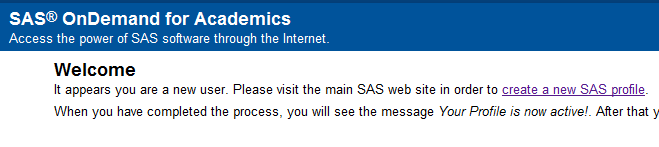 SAS® OnDemand for Academics
Access the power of SAS software through the Internet.
Welcome
It appears you are a new user. Please visit the main SAS web site in order to create a new SAS profile.
When you have completed the process, you will see the message Your Profile is now active!. After that